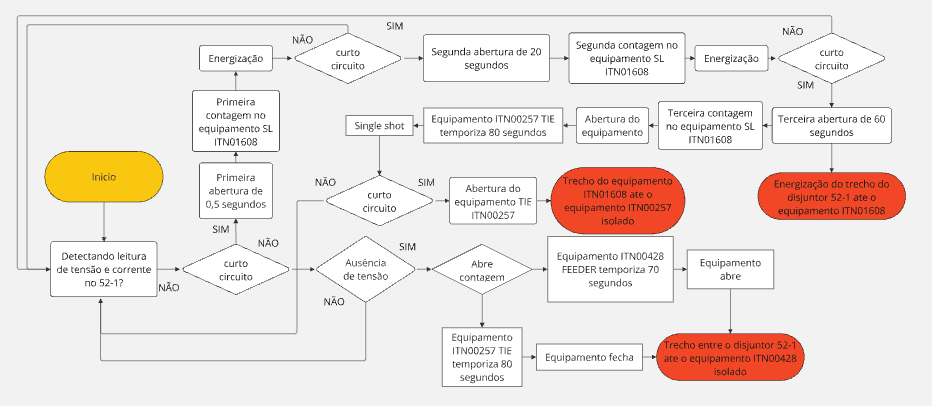 SIM
NÃO
NÃO
curto
circuito
Segunda abertura de 20
segundos
Segunda contagem no
equipamento SL
ITN01608
Energização
curto
circuito
SIM
Energização
Primeira
contagem no
equipamento SL
ITN01608
Single shot
Equipamento ITN00257 TIE
temporiza 80 segundos
Abertura do
equipamento
Terceira contagem
no equipamento SL
ITN01608
Terceira abertura de 60
segundos
Inicio
Primeira
abertura de
0,5 segundos
NÃO
curto
circuito
SIM
Abertura do
equipamento TIE
ITN00257
Trecho do equipamento
ITN01608 ate o
equipamento ITN00257
isolado
Energização do trecho do
disjuntor 52-1 ate o
equipamento ITN01608
SIM
NÃO
Detectando leitura
de tensão e corrente
no 52-1?
NÃO
curto
circuito
Ausência
de tensão
SIM
NÃO
Abre
contagem
Equipamento ITN00428
FEEDER temporiza 70
segundos
Equipamento
abre
Equipamento
ITN00257 TIE
temporiza 80
segundos
Equipamento fecha
Trecho entre o disjuntor 52-1
ate o equipamento ITN00428
isolado